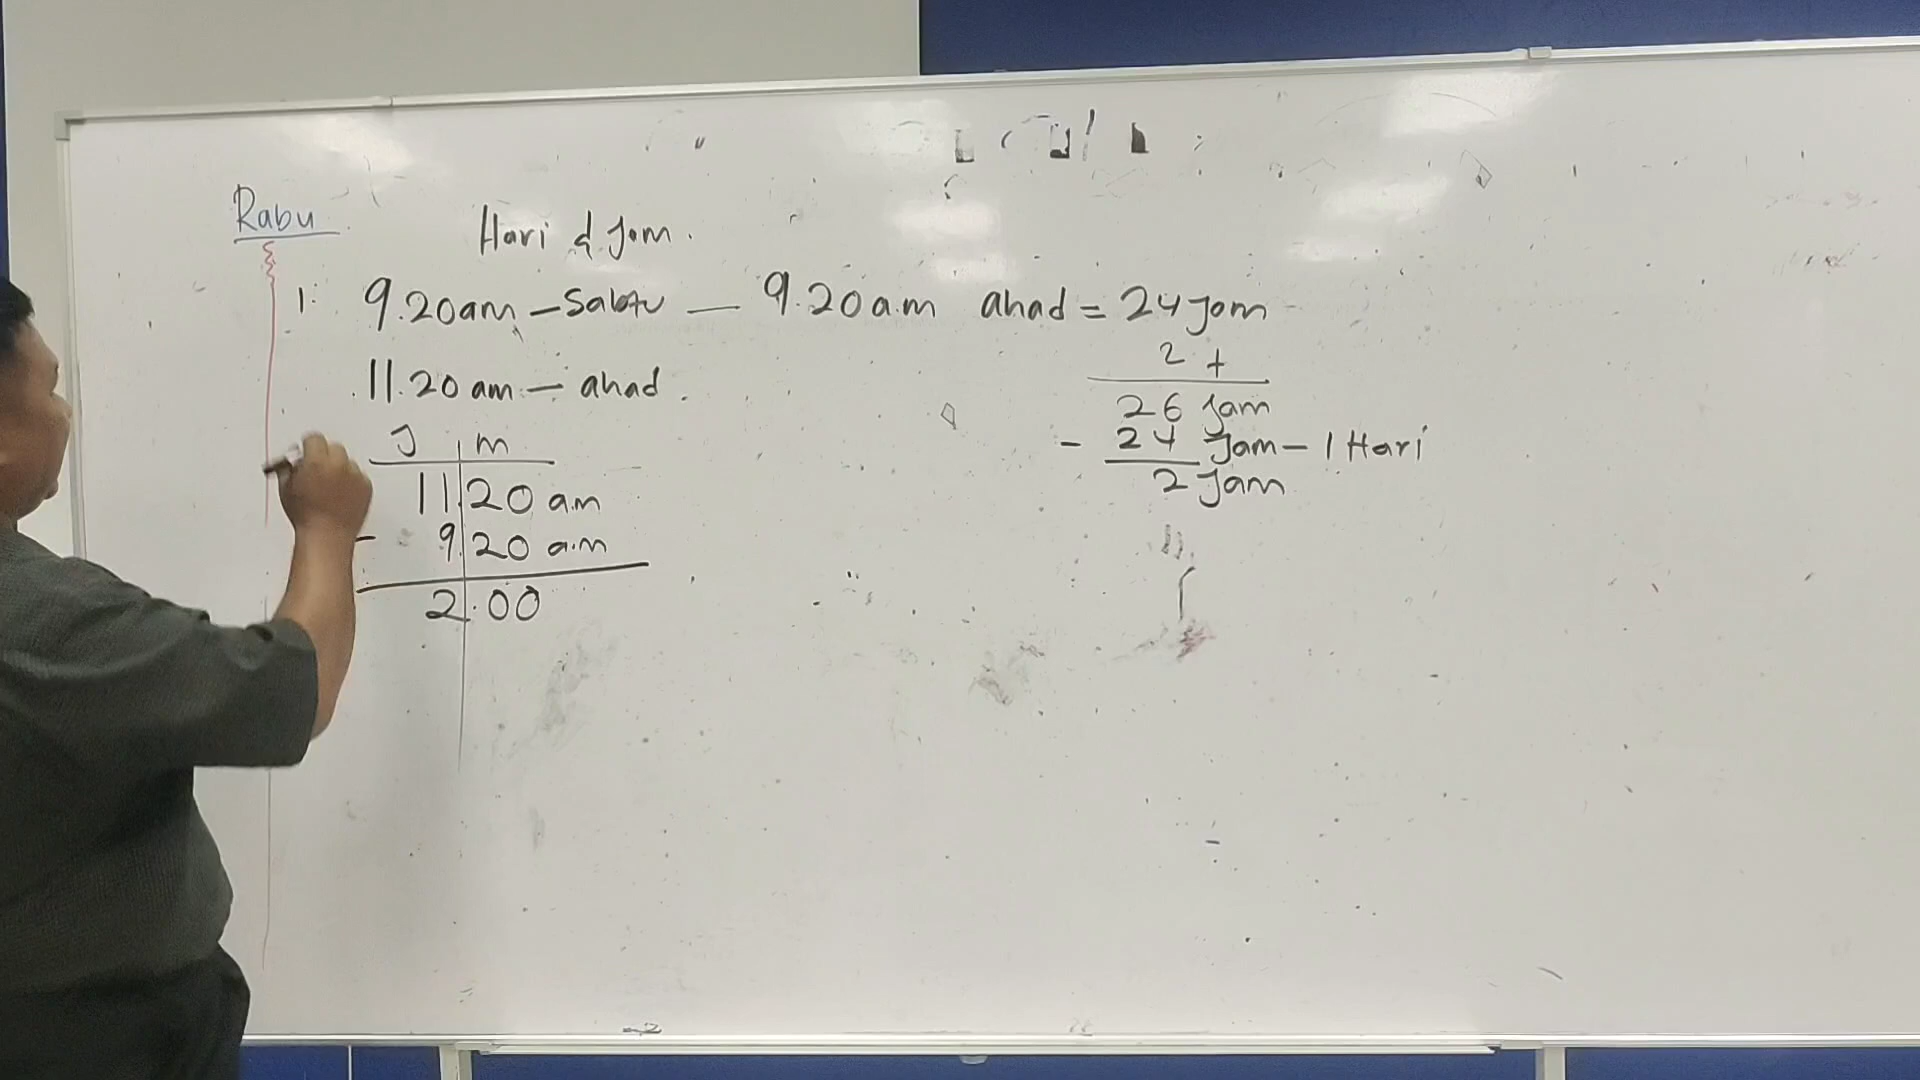 Rabu
Hari & Jam.
1: 9.20am – Sabtu — 9.20a.m ahad = 24 Jam
2 +
11.20 am – ahad.
26 Jam
- 24 Jam – 1 Hari
2 Jam
J m
11 20 a.m
- 9.20 a.m
2.00